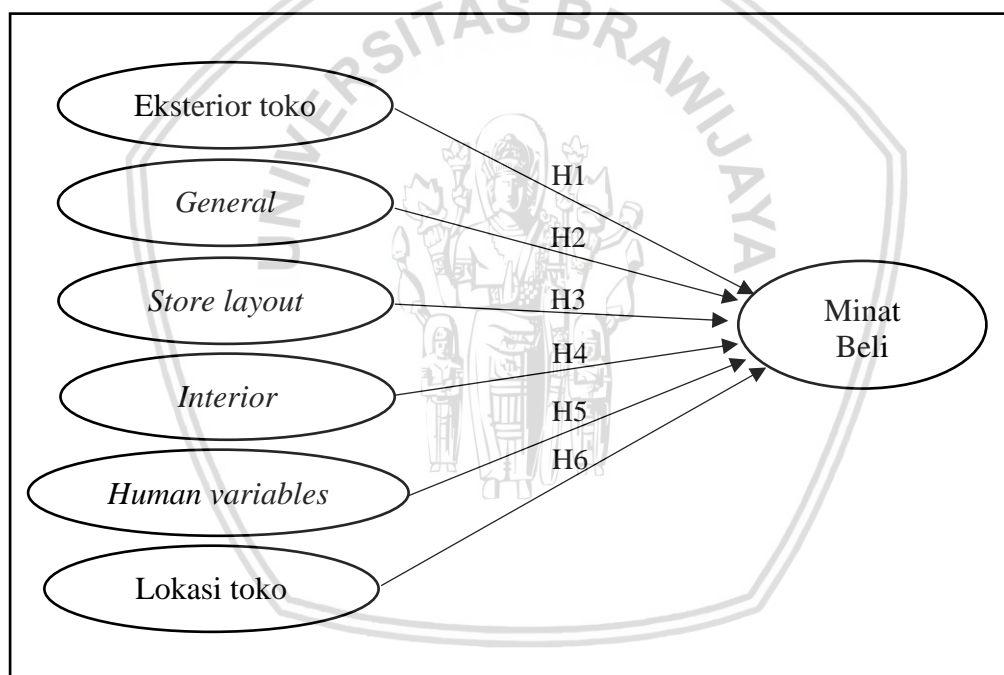 UNIVERSITAS BRAWIJAYA
Eksterior toko
H1
General
H2
Store layout
H3
Minat
Beli
Interior
H4
Human variables
H5
H6
Lokasi toko